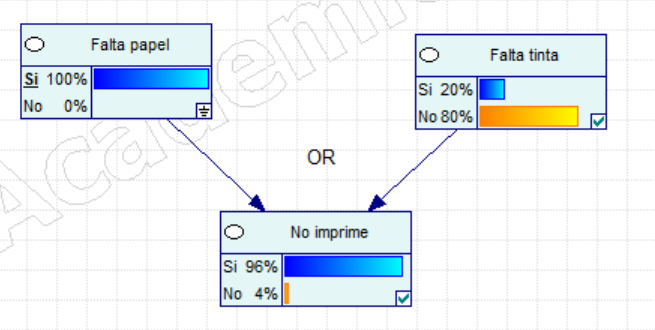 Falta papel
Si 100%
No 0%
Falta tinta
Si 20%
No 80%
OR
No imprime
Si 96%
No 4%
Academi